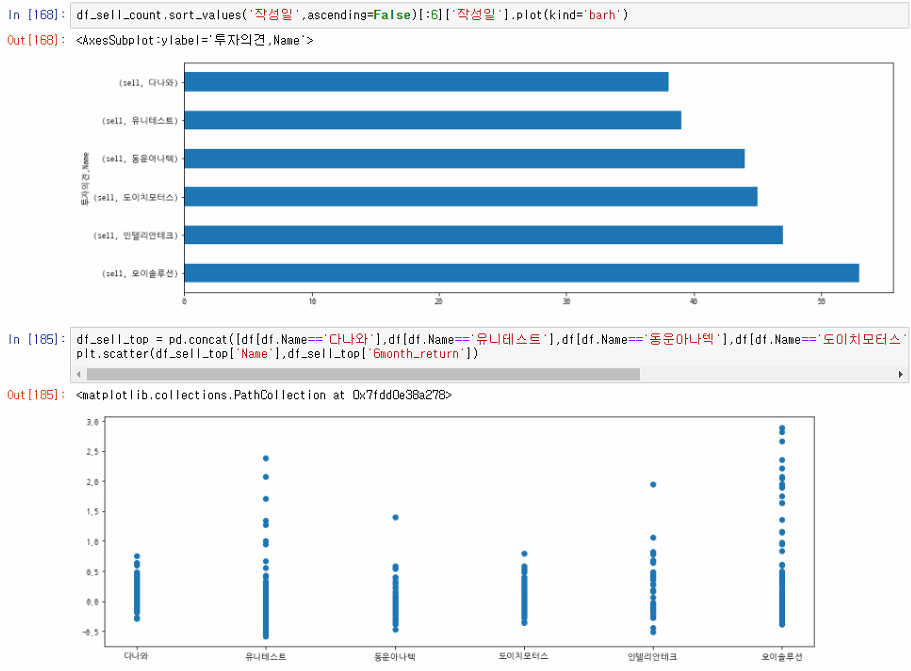 In [168]: df_sell_count.sort_values('작성일',ascending=False)[:6]['작성일'].plot(kind='barh')
Out[168]: <AxesSubplot:ylabel='투자의견,Name'>
(sell, 다나와)
(sell, 유니테스트)
(sell, 동운아나텍)
투자의견,Name
(sell, 도이치모터스)
(sell, 인텔리안테크)
(sell, 오이솔루션)
0 10 20 30 40 50
In [185]: df_sell_top = pd.concat([df[df.Name=='다나와'],df[df.Name=='유니테스트'],df[df.Name=='동운아나텍'],df[df.Name=='도이치모터스'
plt.scatter(df_sell_top['Name'],df_sell_top['6month_return'])
Out[185]: <matplotlib.collections.PathCollection at 0x7fdd0e38a278>
3,0
2,5
2,0
1,5
1,0
0,5
0,0
-0,5
다나와 유니테스트 동운아나텍 도이치모터스 인텔리안테크 오이솔루션